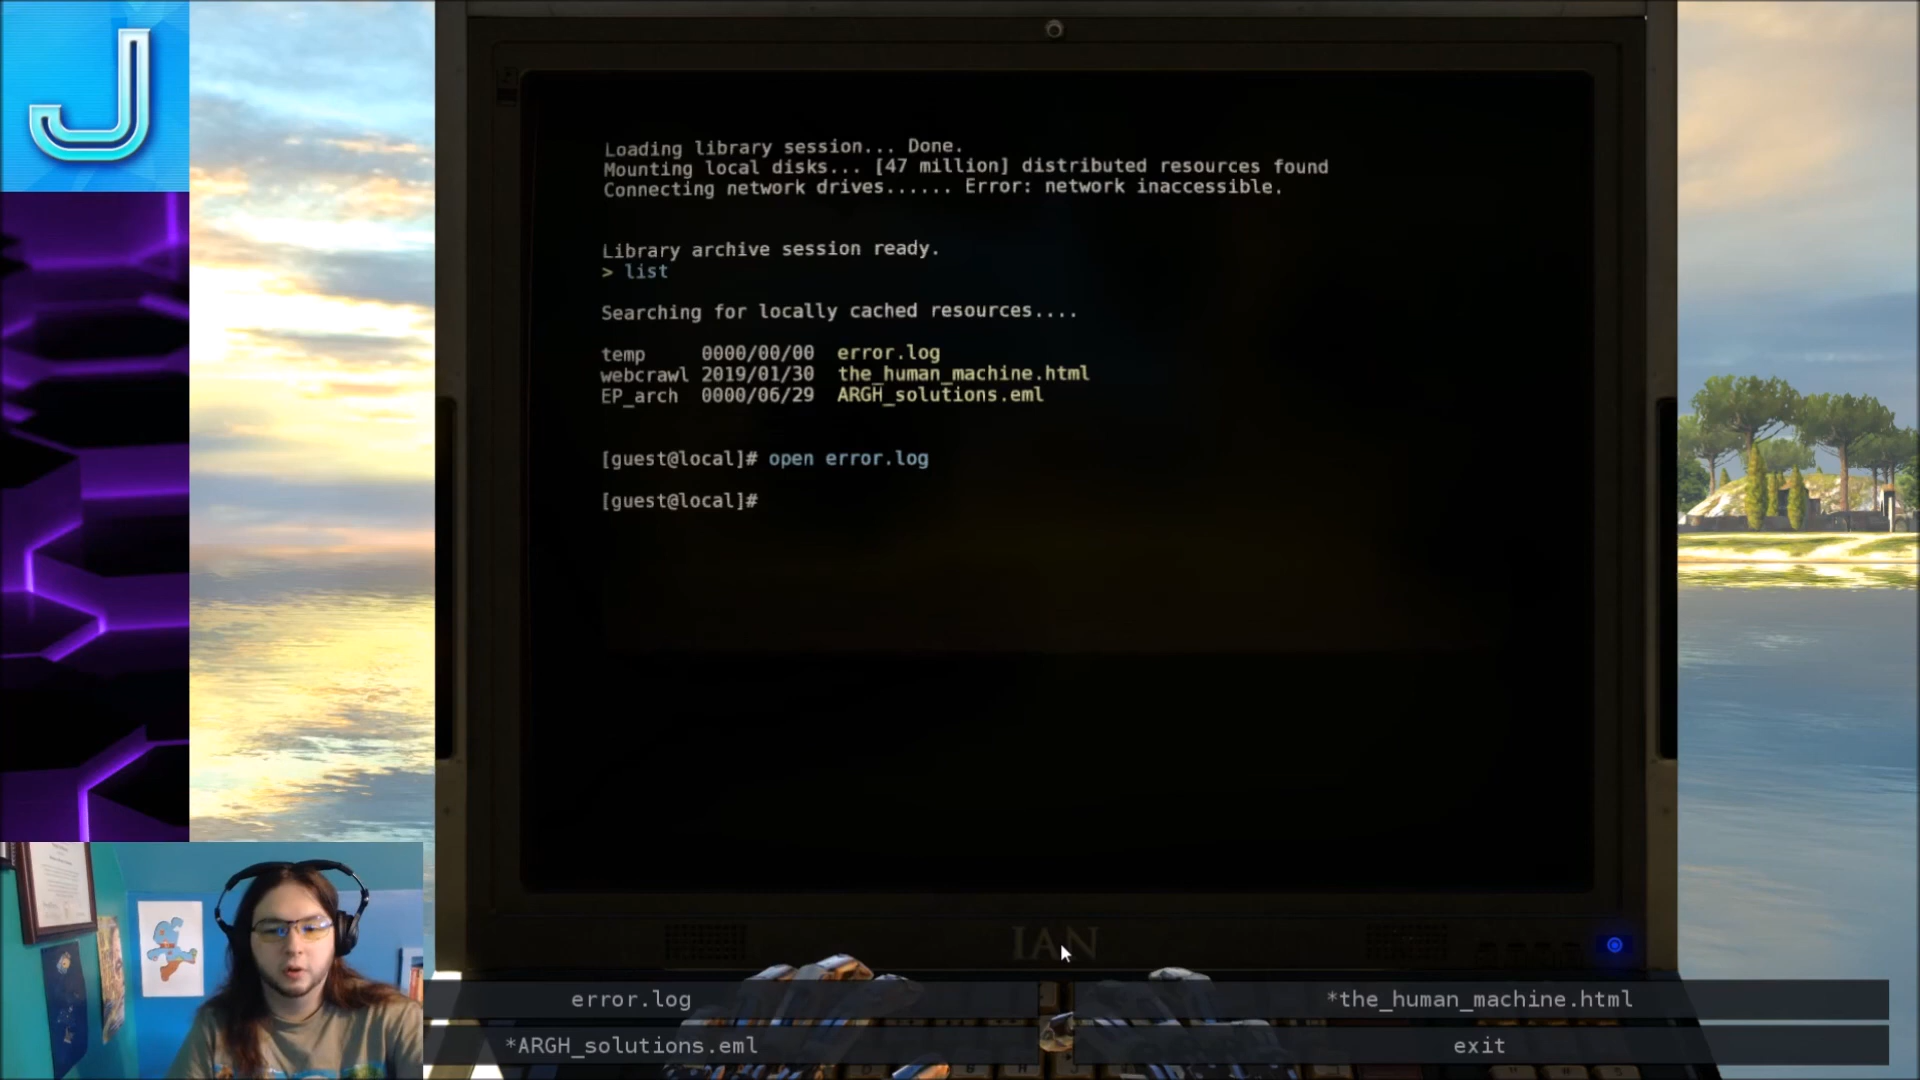 J
Loading library session... Done.
Mounting local disks... [47 million] distributed resources found
Connecting network drives...... Error: network inaccessible.
Library archive session ready.
> list
Searching for locally cached resources....
temp 0000/00/00 error.log
webcrawl 2019/01/30 the_human_machine.html
EP_arch 0000/06/29 ARGH_solutions.eml
[guest@local]# open error.log
[guest@local]#
IAN
error.log
*the_human_machine.html
*ARGH_solutions.eml
exit